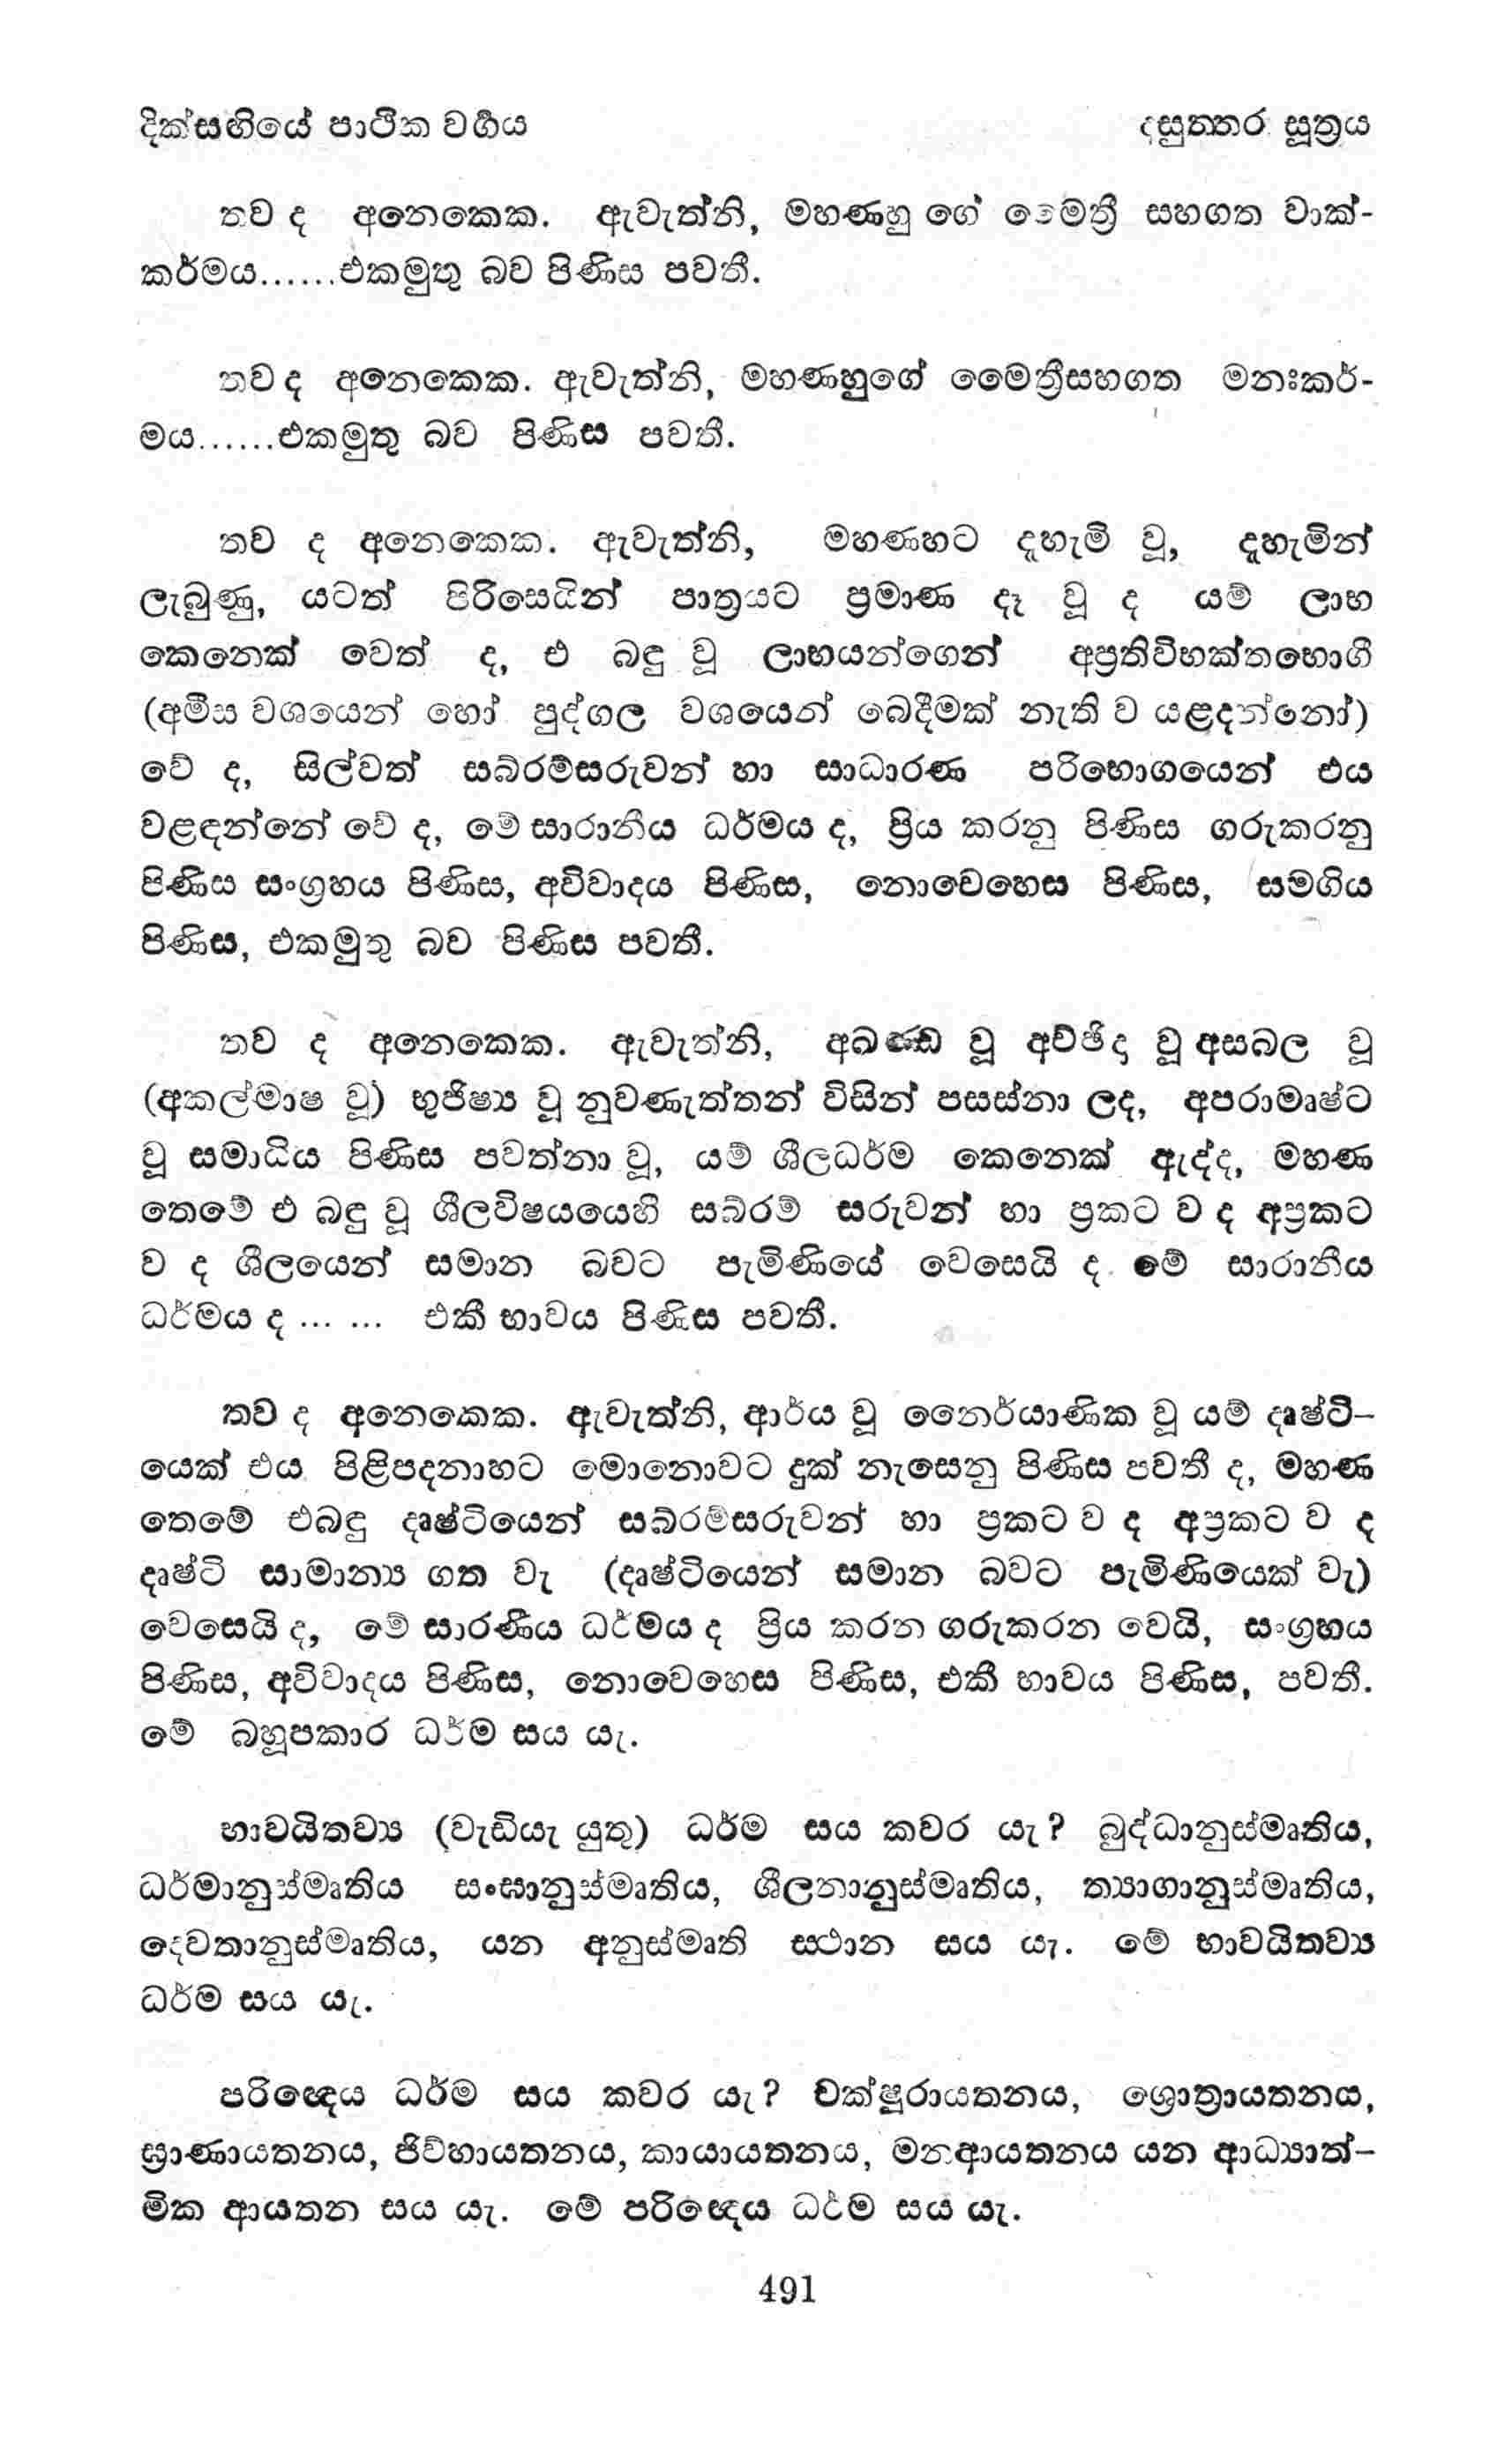 දික්සඟියේ පාථික වර්‍ගය
දසුත්තර සූත්‍රය
තව ද අනෙකෙක. ඇවැත්නි, මහණහු ගේ මෛත්‍රී සහගත වාක්-
කර්මය......එකමුතු බව පිණිස පවතී.
තව ද අනෙකෙක. ඇවැත්නි, මහණහුගේ මෛත්‍රීසහගත මනඃකර්-
මය......එකමුතු බව පිණිස පවතී.
තව ද අනෙකෙක. ඇවැත්නි, මහණහට දැහැමි වූ, දැහැමින්
ලැබුණු, යටත් පිරිසෙයින් පාත්‍රයට ප්‍රමාණ දෑ වූ ද යම් ලාභ
කෙනෙක් වෙත් ද, එ බඳු වූ ලාභයන්ගෙන් අප්‍රතිවිභක්තභොගී
(අමීස වශයෙන් හෝ පුද්ගල වශයෙන් බෙදීමක් නැති ව යළදන්නෝ)
වේ ද, සිල්වත් සබ්රම්සරුවන් හා සාධාරණ පරිභොගයෙන් එය
වළඳන්නේ වේ ද, මේ සාරානීය ධර්මය ද, ප්‍රිය කරනු පිණිස ගරුකරනු
පිණිස සංග්‍රහය පිණිස, අවිවාදය පිණිස, නොවෙහෙස පිණිස, සමගිය
පිණිස, එකමුතු බව පිණිස පවතී.
තව ද අනෙකෙක. ඇවැත්නි, අඛණ්ඩ වූ අච්ඡිද්‍ර වූ අසබල වූ
(අකල්මාෂ වූ) භුජිෂ්‍ය වූ නුවණැත්තන් විසින් පසස්නා ලද, අපරාමෘෂ්ට
වූ සමාධිය පිණිස පවත්නා වූ, යම් ශීලධර්ම කෙනෙක් ඇද්ද, මහණ
තෙමේ එ බඳු වූ ශීලවිෂයයෙහි සබ්රම් සරුවන් හා ප්‍රකට ව ද අප්‍රකට
ව ද ශීලයෙන් සමාන බවට පැමිණියේ වෙසෙයි ද මේ සාරානීය
ධර්මය ද ... ... එකී භාවය පිණිස පවතී.
තව ද අනෙකෙක. ඇවැත්නි, ආර්ය වූ නෛර්යාණික වූ යම් දෘෂ්ටි-
යෙක් එය පිළිපදනාහට මොනොවට දුක් නැසෙනු පිණිස පවතී ද, මහණ
තෙමේ එබඳු දෘෂ්ටියෙන් සබ්රම්සරුවන් හා ප්‍රකට ව ද අප්‍රකට ව ද
දෘෂ්ටි සාමාන්‍ය ගත වැ (දෘෂ්ටියෙන් සමාන බවට පැමිණියෙක් වැ)
වෙසෙයි ද, මේ සාරණීය ධර්මය ද ප්‍රිය කරන ගරුකරන වෙයි, සංග්‍රහය
පිණිස, අවිවාදය පිණිස, නොවෙහෙස පිණිස, එකී භාවය පිණිස, පවතී.
මේ බහූපකාර ධර්ම සය යැ.
භාවයිතව්‍ය (වැඩියැ යුතු) ධර්ම සය කවර යැ? බුද්ධානුස්මෘතිය,
ධර්මානුස්මෘතිය සංඝානුස්මෘතිය, ශීලනානුස්මෘතිය, ත්‍යාගානුස්මෘතිය,
දෙවතානුස්මෘතිය, යන අනුස්මෘති ස්ථාන සය යැ. මේ භාවයිතව්‍ය
ධර්ම සය යැ.
පරිඥෙය ධර්ම සය කවර යැ? චක්ෂුරායතනය, ශ්‍රොත්‍රායතනය,
ඝ්‍රාණායතනය, ජිව්හායතනය, කායායතනය, මනආයතනය යන ආධ්‍යාත්-
මික ආයතන සය යැ. මේ පරිඥෙය ධර්ම සය යැ.
491